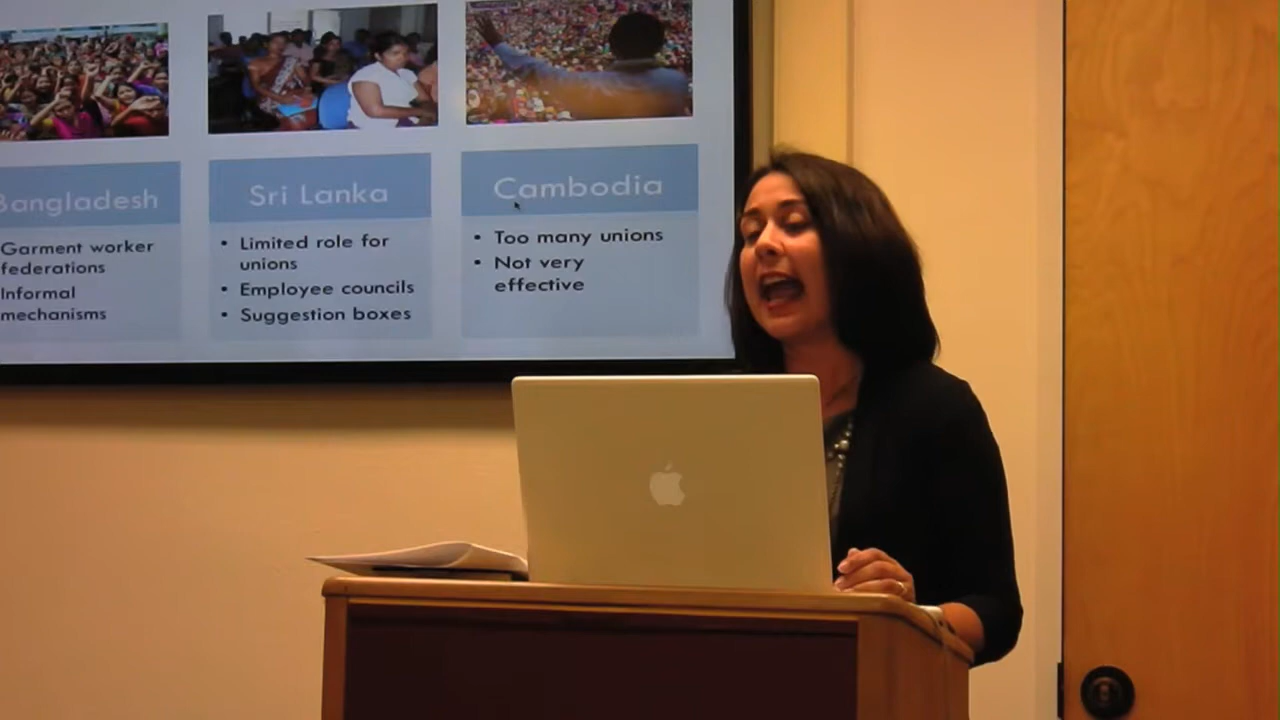 Bangladesh
Garment worker
federations
Informal
mechanisms
Sri Lanka
• Limited role for
unions
• Employee councils
• Suggestion boxes
Cambodia
• Too many unions
• Not very
effective